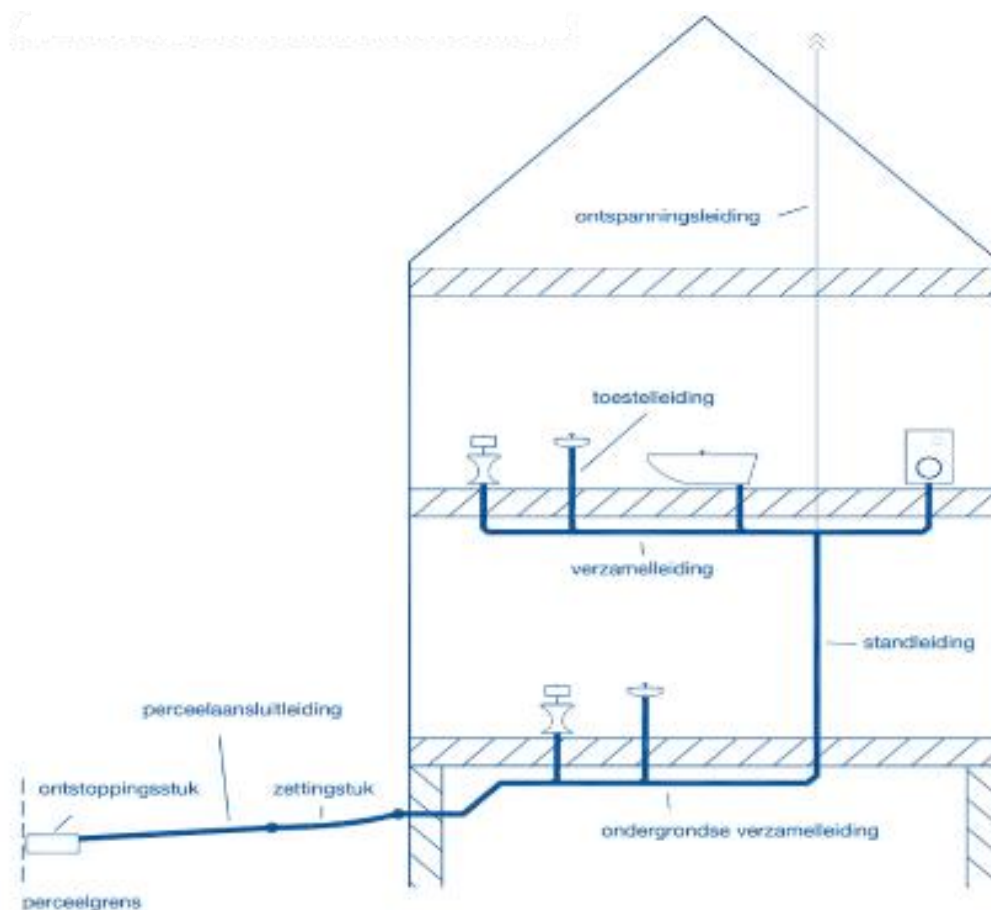 ontspanningsleiding
toestelleiding
verzamelleiding
standleiding
perceelaansluitleiding
ontstoppingsstuk
zettingstuk
ondergrondse verzamelleiding
perceelgrens